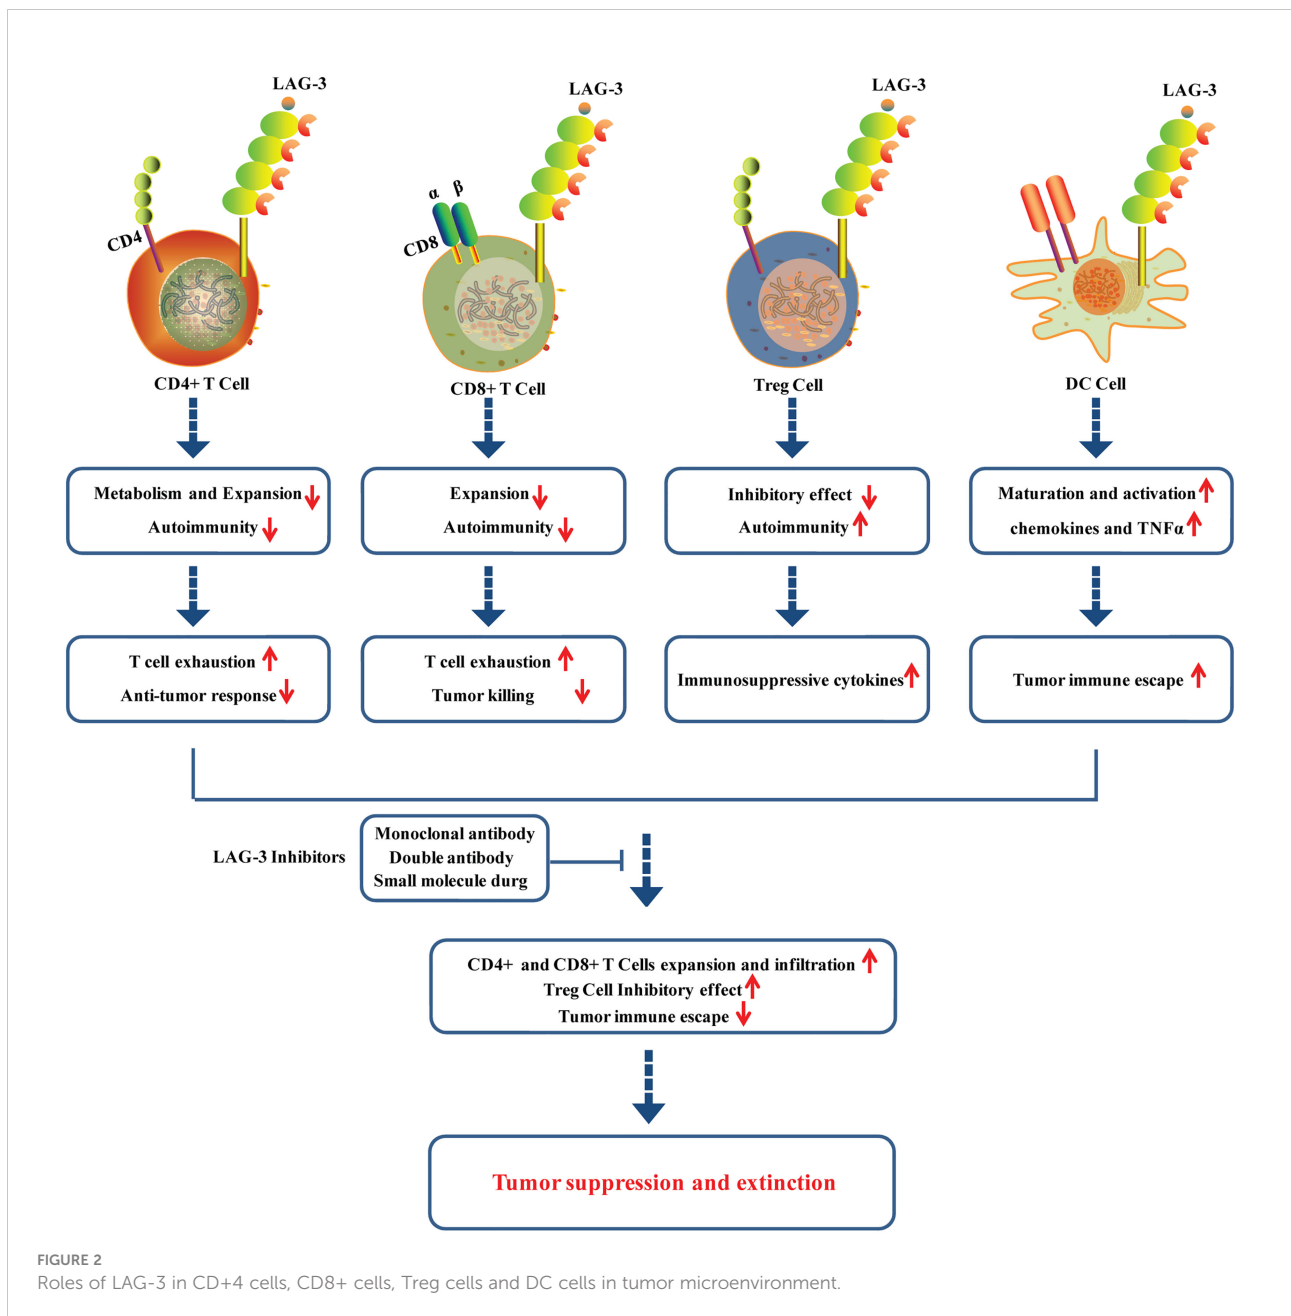 LAG-3
LAG-3
LAG-3
LAG-3
α
β
CD4
CD8
CD4+ T Cell
CD8+ T Cell
Treg Cell
DC Cell
Metabolism and Expansion ↓
Autoimmunity ↓
Expansion ↓
Autoimmunity ↓
Inhibitory effect ↓
Autoimmunity ↑
Maturation and activation ↑
chemokines and TNFα ↑
T cell exhaustion ↑
Anti-tumor response ↓
T cell exhaustion ↑
Tumor killing ↓
Immunosuppressive cytokines ↑
Tumor immune escape ↑
LAG-3 Inhibitors
Monoclonal antibody
Double antibody
Small molecule durg
CD4+ and CD8+ T Cells expansion and infiltration ↑
Treg Cell Inhibitory effect ↑
Tumor immune escape ↓
Tumor suppression and extinction
FIGURE 2
Roles of LAG-3 in CD+4 cells, CD8+ cells, Treg cells and DC cells in tumor microenvironment.